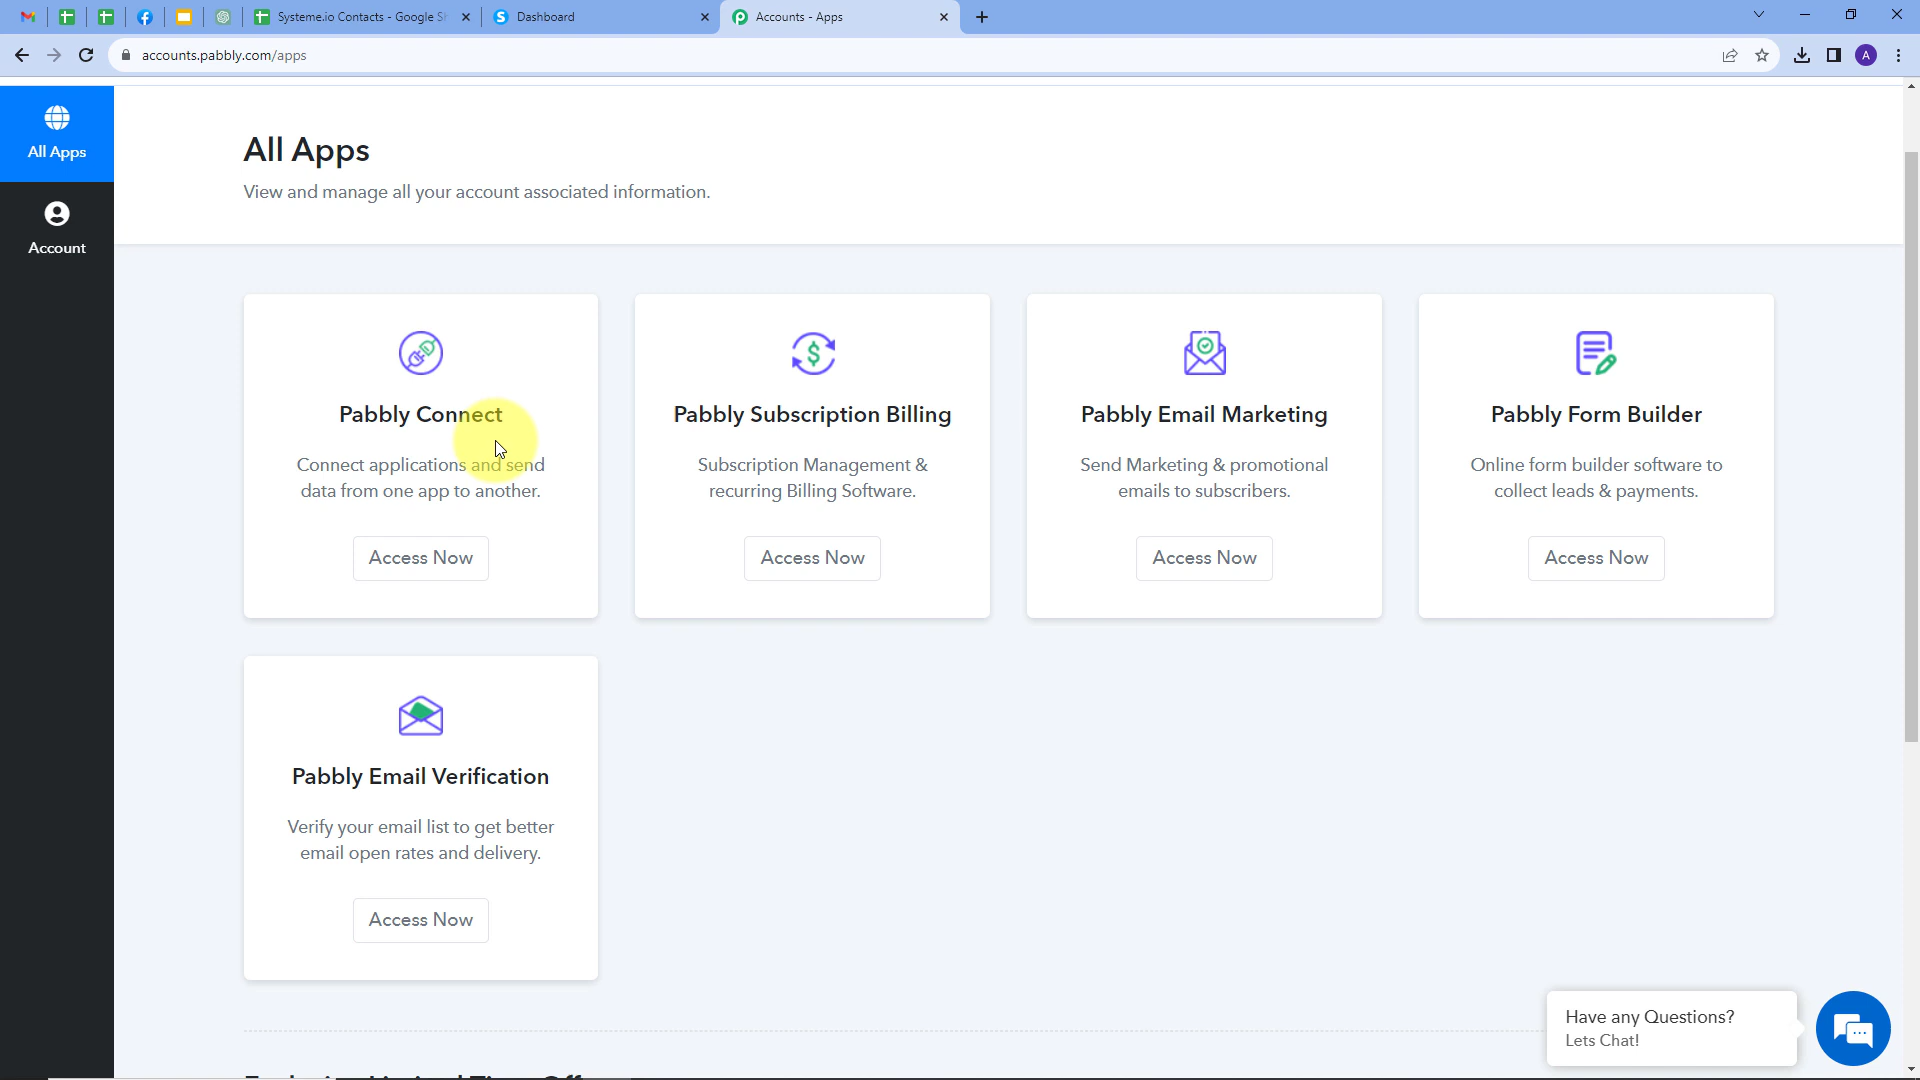 Systeme.io Contacts - Google S
Dashboard
Accounts - Apps
accounts.pabbly.com/apps
A
All Apps
Account
All Apps
View and manage all your account associated information.
Pabbly Connect
Connect applications and send
data from one app to another.
Access Now
Pabbly Subscription Billing
Subscription Management &
recurring Billing Software.
Access Now
Pabbly Email Marketing
Send Marketing & promotional
emails to subscribers.
Access Now
Pabbly Form Builder
Online form builder software to
collect leads & payments.
Access Now
Pabbly Email Verification
Verify your email list to get better
email open rates and delivery.
Access Now
Have any Questions?
Lets Chat!